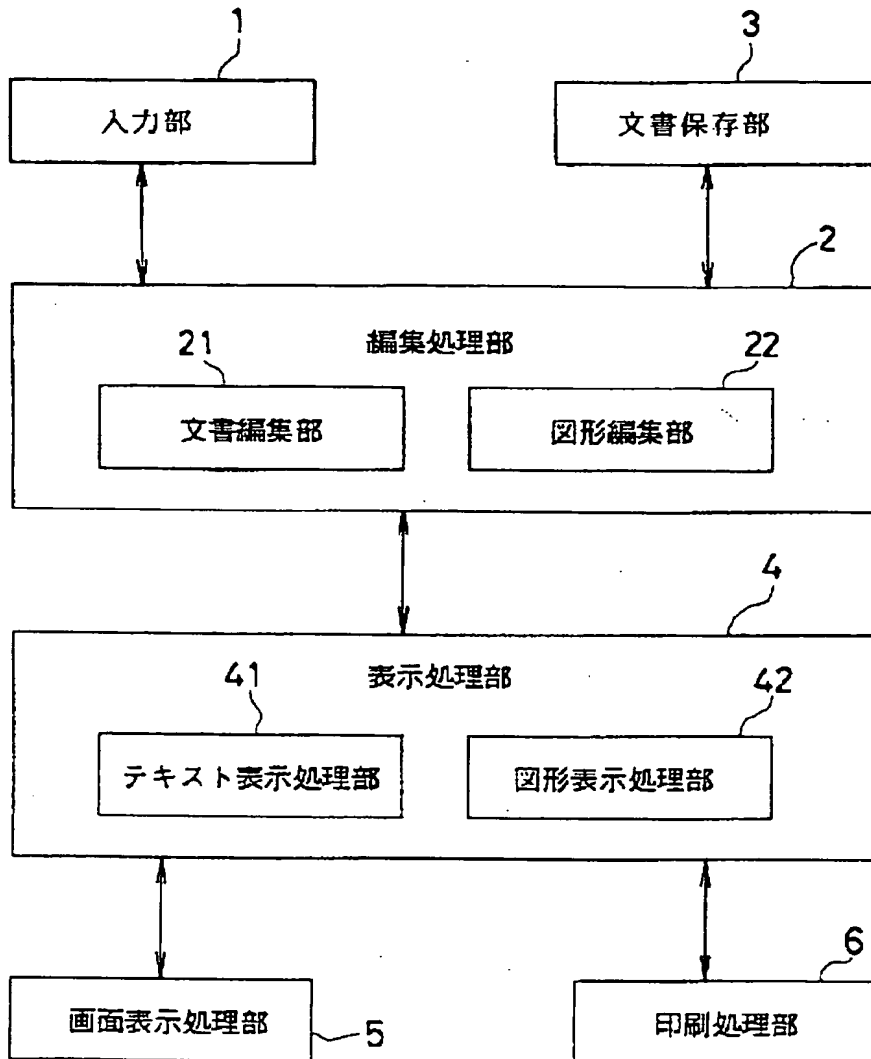 1
3
入力部
文書保存部
2
編集処理部
21
22
文書編集部
図形編集部
4
表示処理部
41
42
テキスト表示処理部
図形表示処理部
6
画面表示処理部
5
印刷処理部